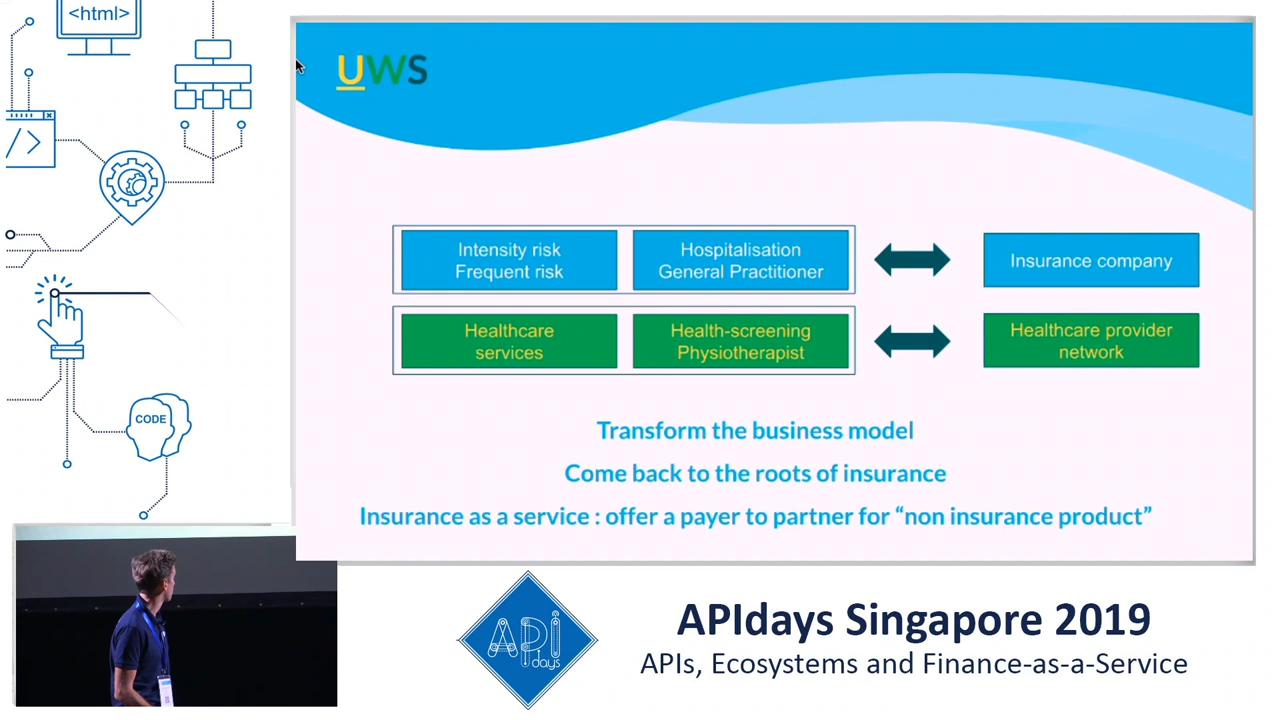 <html>
UWS
Intensity risk
Frequent risk
Hospitalisation
General Practitioner
Insurance company
Healthcare
services
Health-screening
Physiotherapist
Healthcare provider
network
Transform the business model
Come back to the roots of insurance
Insurance as a service : offer a payer to partner for “non insurance product”
/>
CODE
API
days
APIdays Singapore 2019
APIs, Ecosystems and Finance-as-a-Service